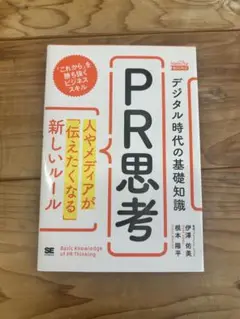 「これから」を
勝ち抜く
ビジネス
スキル
デジタル時代の基礎知識
PR思考
人やメディアが
「伝えたくなる」
新しいルール
伊澤 佑美
根本 陽平
SE
SHOEISHA
Basic Knowledge
of PR Thinking